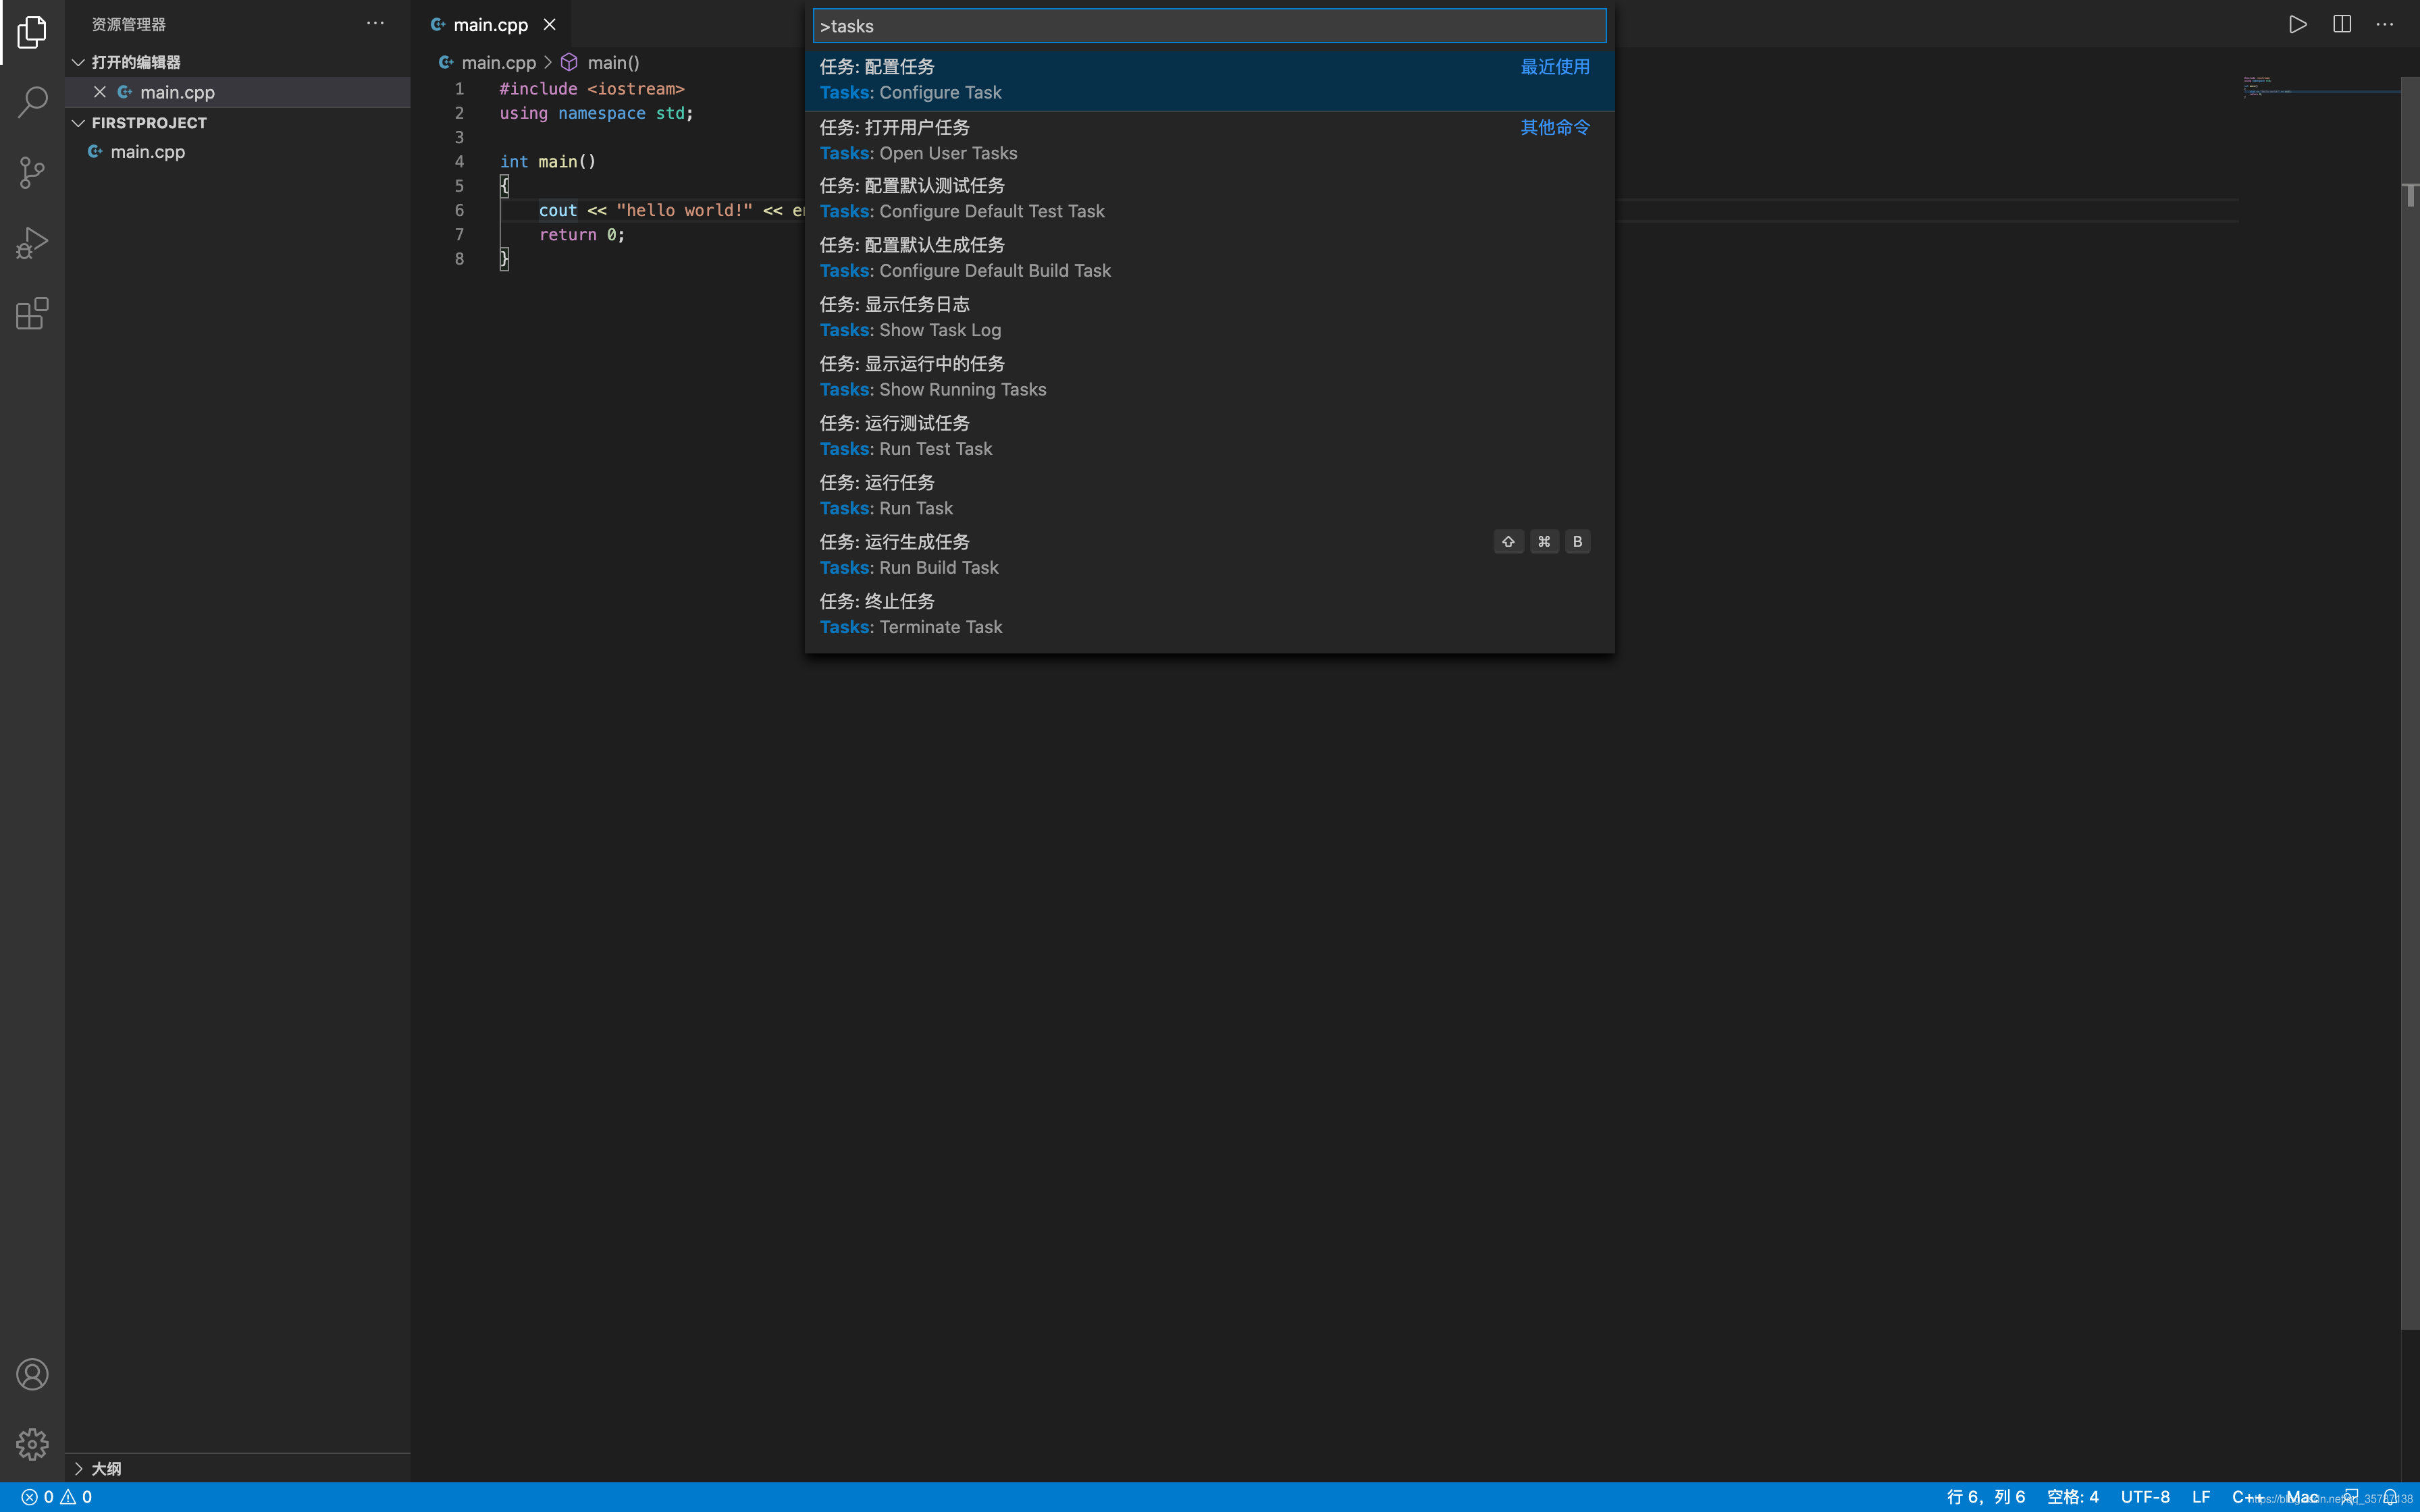 资源管理器
打开的编辑器
main.cpp
FIRSTPROJECT
main.cpp
大纲
main.cpp
main.cpp > main()
1 #include <iostream>
2 using namespace std;
3
4 int main()
5 {
6 cout << "hello world!" << e
7 return 0;
8 }
>tasks
任务: 配置任务 最近使用
Tasks: Configure Task
任务: 打开用户任务 其他命令
Tasks: Open User Tasks
任务: 配置默认测试任务
Tasks: Configure Default Test Task
任务: 配置默认生成任务
Tasks: Configure Default Build Task
任务: 显示任务日志
Tasks: Show Task Log
任务: 显示运行中的任务
Tasks: Show Running Tasks
任务: 运行测试任务
Tasks: Run Test Task
任务: 运行任务
Tasks: Run Task
任务: 运行生成任务 ⇧ ⌘ B
Tasks: Run Build Task
任务: 终止任务
Tasks: Terminate Task
0 0 行 6，列 6 空格: 4 UTF-8 LF C++ Mac